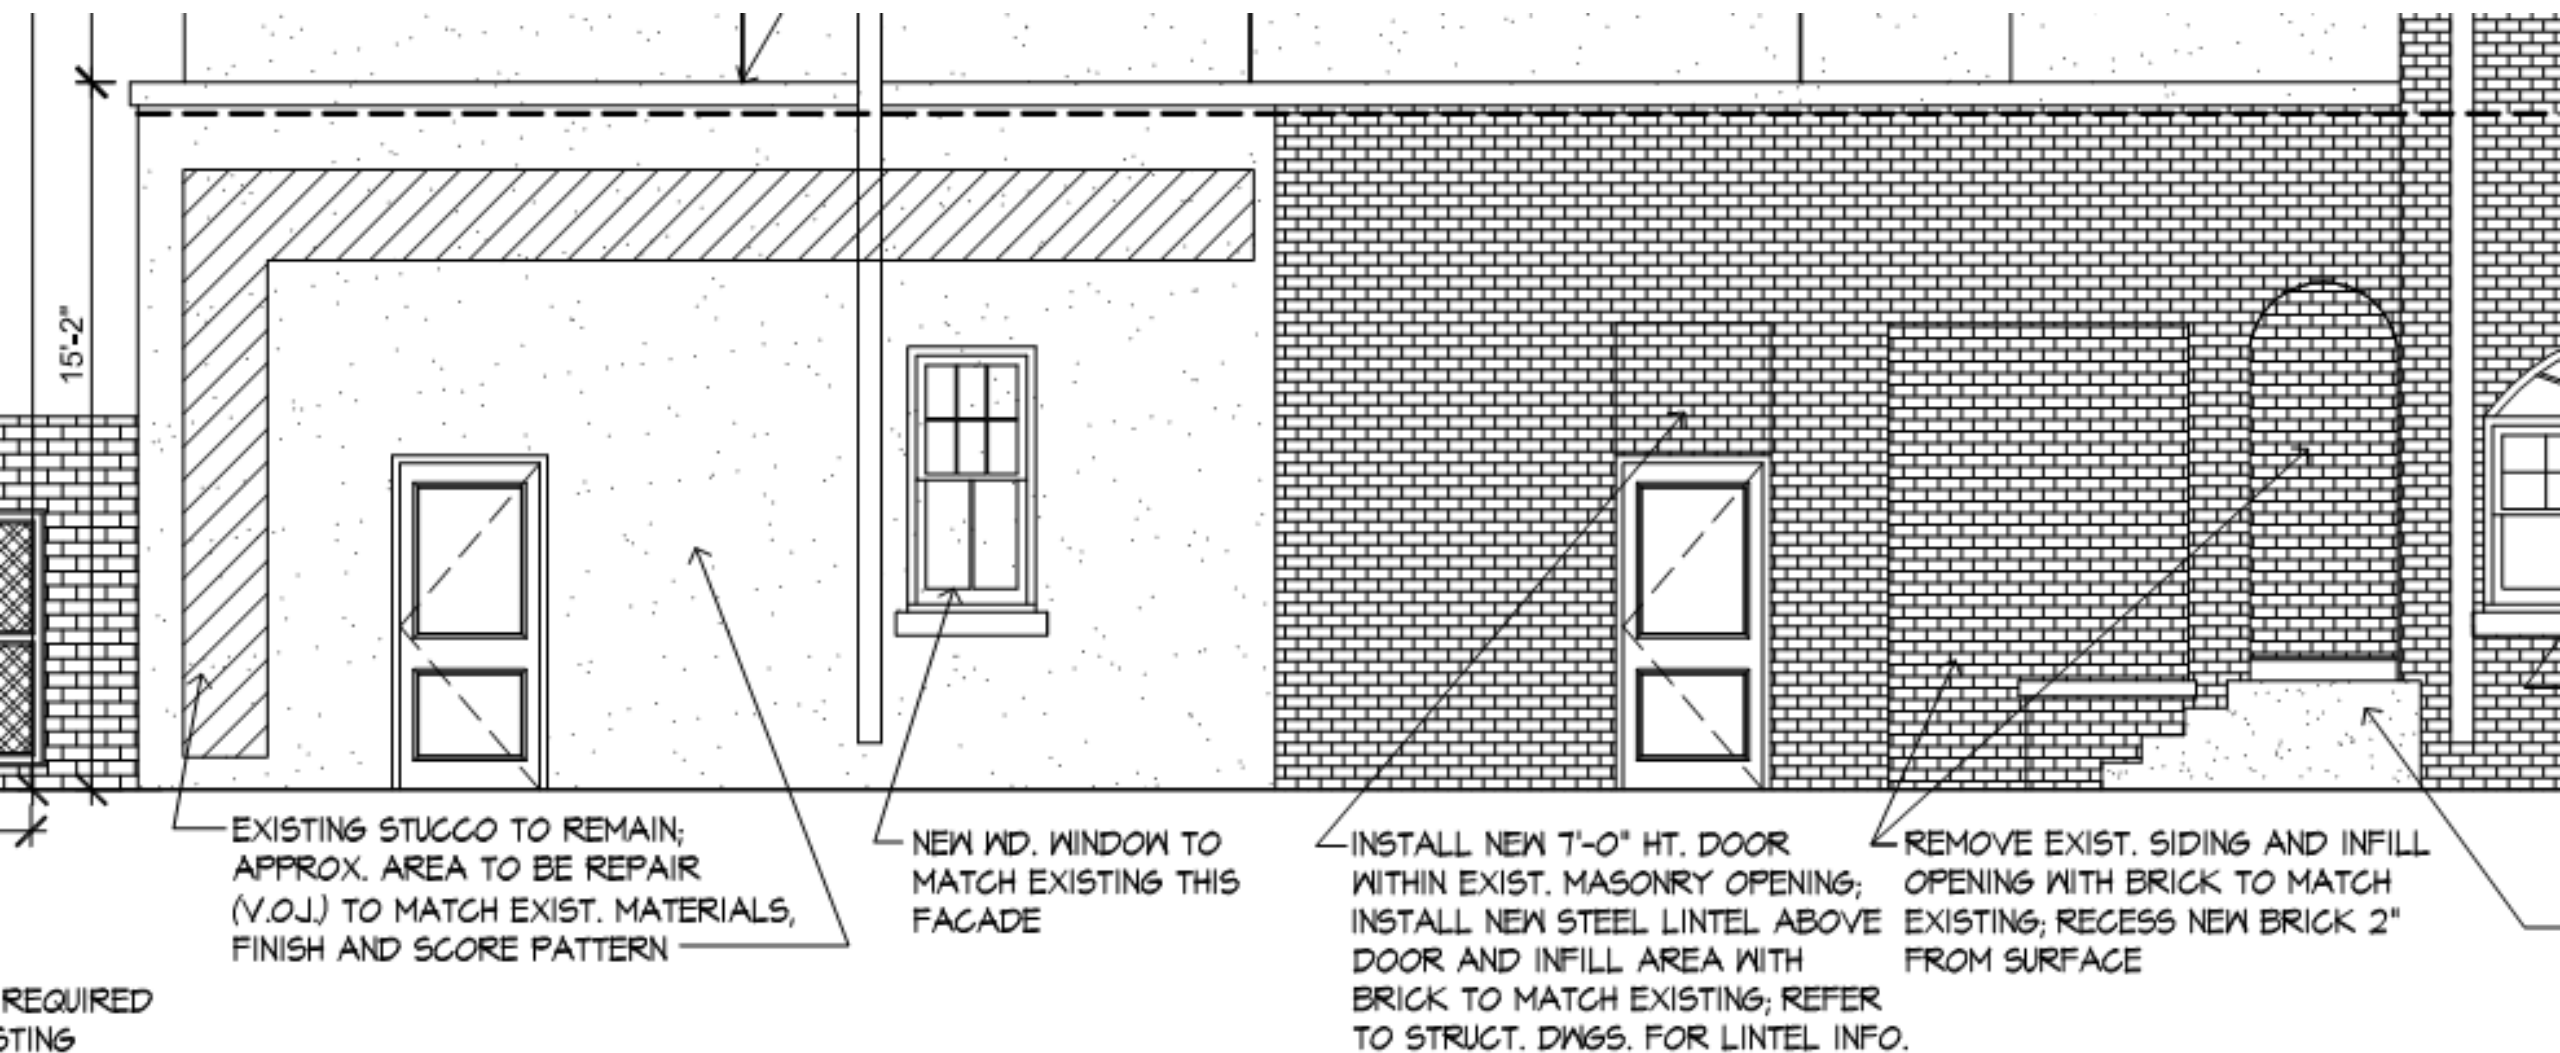 15'-2"
EXISTING STUCCO TO REMAIN;
APPROX. AREA TO BE REPAIR
(V.O.J.) TO MATCH EXIST. MATERIALS,
FINISH AND SCORE PATTERN
NEW WD. WINDOW TO
MATCH EXISTING THIS
FACADE
INSTALL NEW 7'-0" HT. DOOR
WITHIN EXIST. MASONRY OPENING;
INSTALL NEW STEEL LINTEL ABOVE
DOOR AND INFILL AREA WITH
BRICK TO MATCH EXISTING; REFER
TO STRUCT. DWGS. FOR LINTEL INFO.
REMOVE EXIST. SIDING AND INFILL
OPENING WITH BRICK TO MATCH
EXISTING; RECESS NEW BRICK 2"
FROM SURFACE
REQUIRED
STING